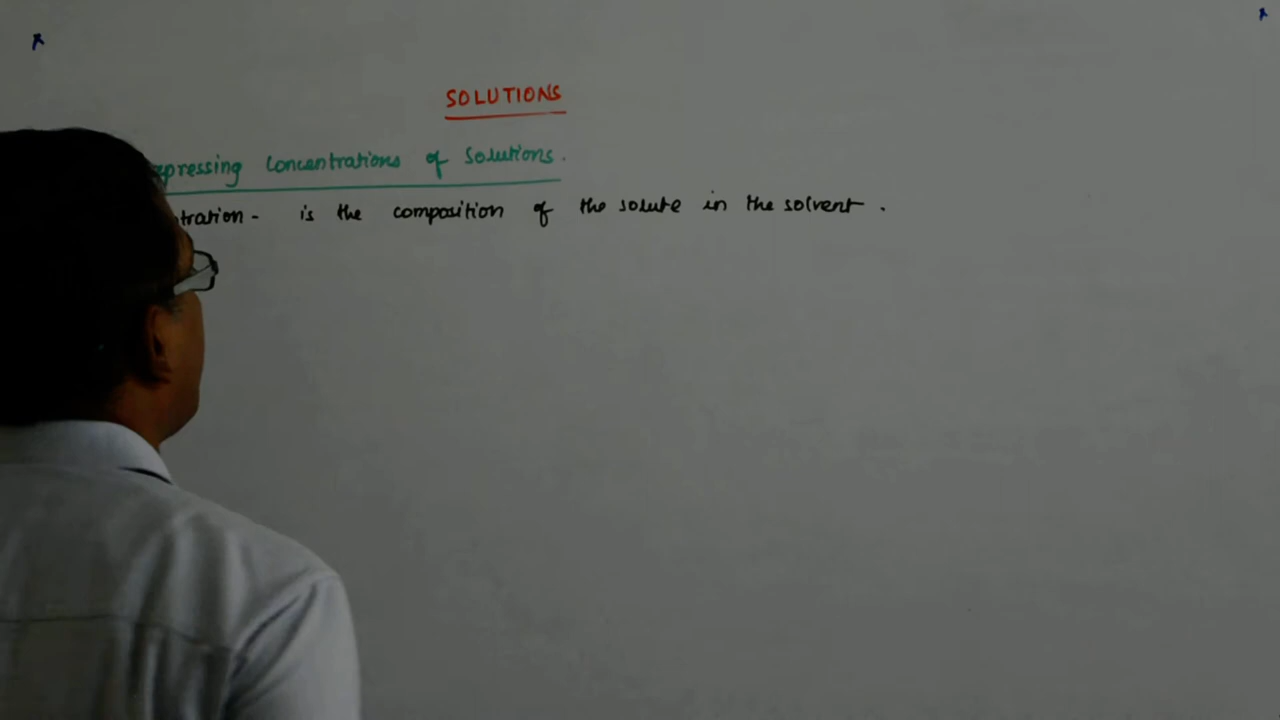 SOLUTIONS
pressing Concentrations of Solutions.
tration - is the composition of the solute in the solvent .